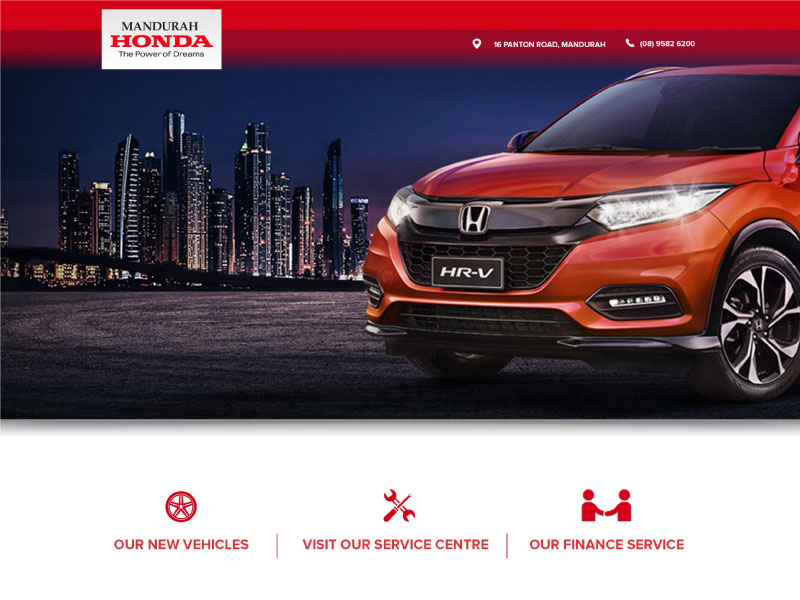 MANDURAH
HONDA
The Power of Dreams
16 PANTON ROAD, MANDURAH
(08) 9582 6200
HR-V
OUR NEW VEHICLES
VISIT OUR SERVICE CENTRE
OUR FINANCE SERVICE